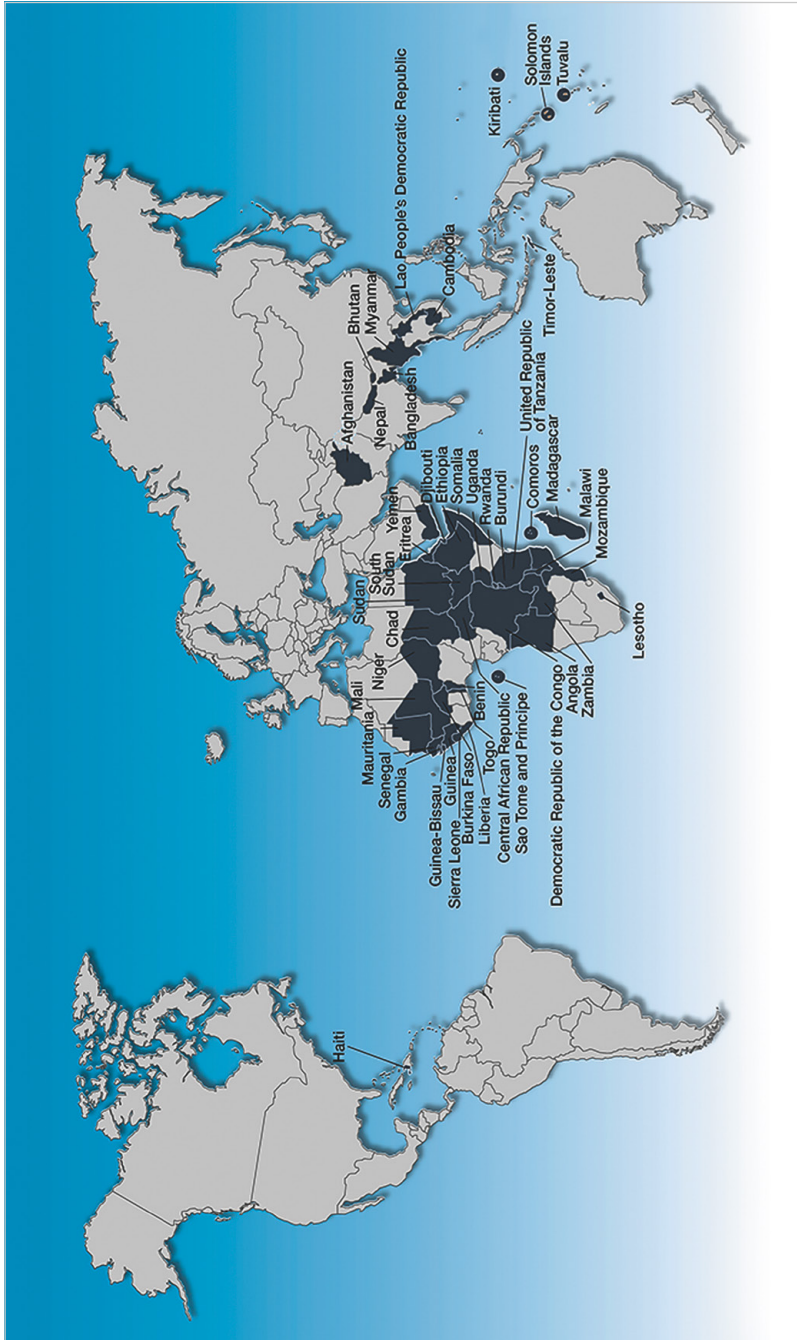 Haiti
Mauritania
Senegal
Gambia
Guinea-Bissau
Guinea
Sierra Leone
Burkina Faso
Liberia
Togo
Benin
Central African Republic
Sao Tome and Principe
Democratic Republic of the Congo
Angola
Zambia
Lesotho
Mali
Niger
Chad
Sudan
South
Sudan
Eritrea
Yemen
Djibouti
Ethiopia
Somalia
Uganda
Rwanda
Burundi
United Republic
of Tanzania
Comoros
Madagascar
Malawi
Mozambique
Afghanistan
Nepal
Bangladesh
Bhutan
Myanmar
Lao People's Democratic Republic
Cambodia
Timor-Leste
Kiribati
Solomon
Islands
Tuvalu